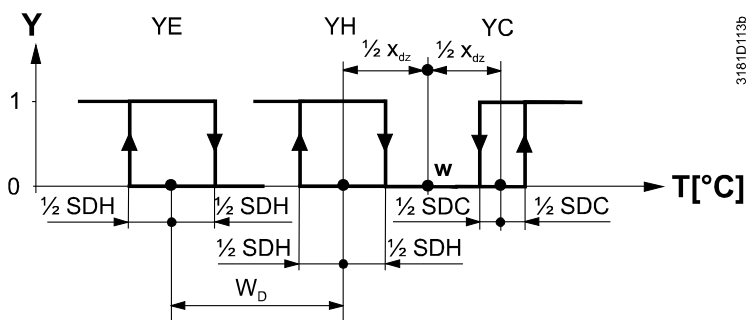 Y YE YH YC
½ x_dz ½ x_dz
1
w
0 T[°C]
½ SDH ½ SDH ½ SDC ½ SDC
½ SDH ½ SDH
W_D
3181D113b